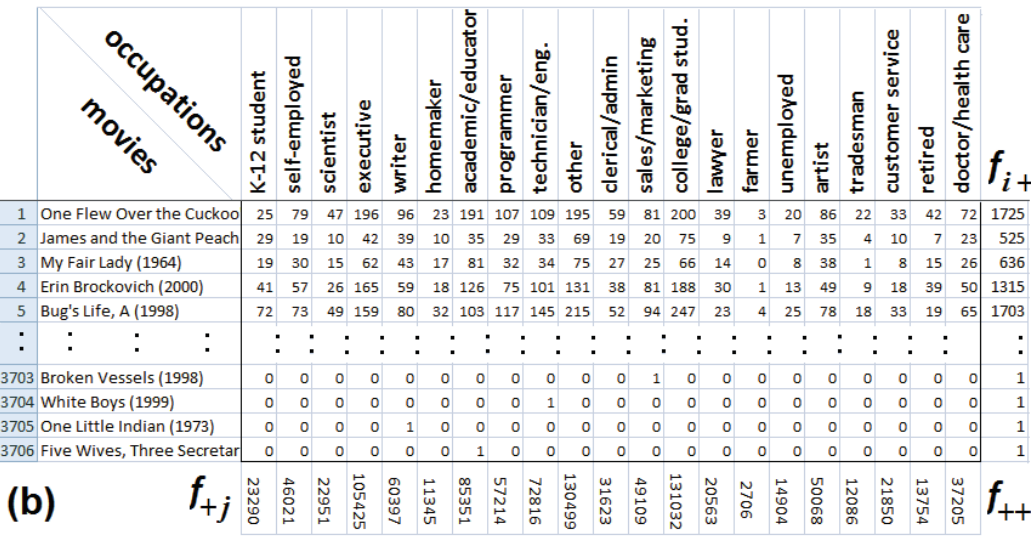 occupations
movies
K-12 student self-employed scientist executive writer homemaker academic/educator programmer technician/eng. other clerical/admin sales/marketing college/grad stud. lawyer farmer unemployed artist tradesman customer service retired doctor/health care f i +
1 One Flew Over the Cuckoo 25 79 47 196 96 23 191 107 109 195 59 81 200 39 3 20 86 22 33 42 72 1725
2 James and the Giant Peach 29 19 10 42 39 10 35 29 33 69 19 20 75 9 1 7 35 4 10 7 23 525
3 My Fair Lady (1964) 19 30 15 62 43 17 81 32 34 75 27 25 66 14 0 8 38 1 8 15 26 636
4 Erin Brockovich (2000) 41 57 26 165 59 18 126 75 101 131 38 81 188 30 1 13 49 9 18 39 50 1315
5 Bug's Life, A (1998) 72 73 49 159 80 32 103 117 145 215 52 94 247 23 4 25 78 18 33 19 65 1703
: : : : : : : : : : : : : : : : : : : : : : : : : :
3703 Broken Vessels (1998) 0 0 0 0 0 0 0 0 0 0 0 1 0 0 0 0 0 0 0 0 0 1
3704 White Boys (1999) 0 0 0 0 0 0 0 0 1 0 0 0 0 0 0 0 0 0 0 0 0 1
3705 One Little Indian (1973) 0 0 0 0 1 0 0 0 0 0 0 0 0 0 0 0 0 0 0 0 0 1
3706 Five Wives, Three Secretar 0 0 0 0 0 0 1 0 0 0 0 0 0 0 0 0 0 0 0 0 0 1
(b) f +j 23290 46021 22951 105425 60397 11345 85351 57214 72816 130499 31623 49109 131032 20563 2706 14904 50068 12086 21850 13754 37205 f ++